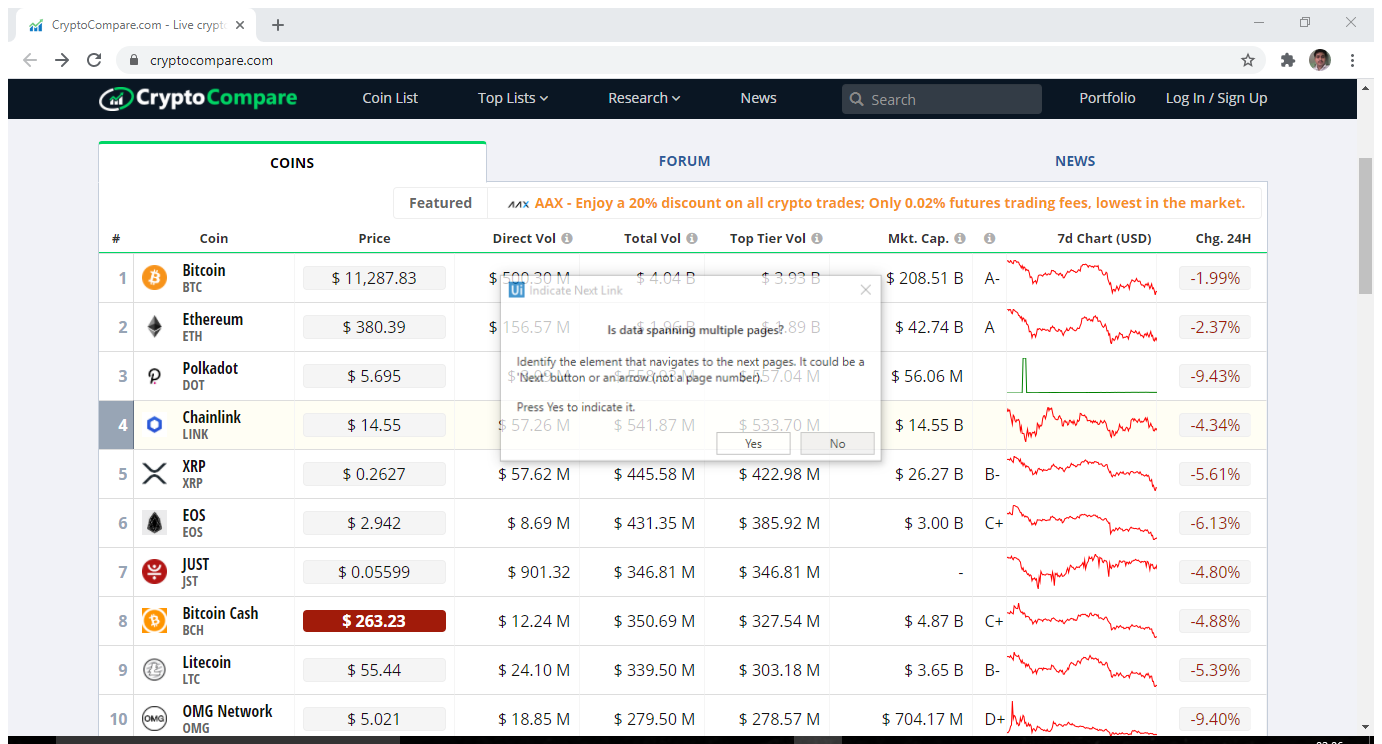 CryptoCompare.com - Live crypt
cryptocompare.com
CryptoCompare Coin List Top Lists Research News Search Portfolio Log In / Sign Up
COINS FORUM NEWS
Featured AAX AAX - Enjoy a 20% discount on all crypto trades; Only 0.02% futures trading fees, lowest in the market.
# Coin Price Direct Vol Total Vol Top Tier Vol Mkt. Cap. 7d Chart (USD) Chg. 24H
1 Bitcoin $ 11,287.83 $ 500.30 M $ 4.04 B $ 3.93 B $ 208.51 B A- -1.99%
BTC
Ui Indicate Next Link
2 Ethereum $ 380.39 $ 156.57 M $ 1.96 B $ 1.89 B $ 42.74 B A -2.37%
ETH
Is data spanning multiple pages?
Identify the element that navigates to the next pages. It could be a
'Next' button or an arrow (not a page number).
3 Polkadot $ 5.695 $ 557.04 M $ 56.06 M -9.43%
DOT
Press Yes to indicate it.
4 Chainlink $ 14.55 $ 57.26 M $ 541.87 M $ 533.70 M $ 14.55 B -4.34%
LINK
Yes No
5 XRP $ 0.2627 $ 57.62 M $ 445.58 M $ 422.98 M $ 26.27 B B- -5.61%
XRP
6 EOS $ 2.942 $ 8.69 M $ 431.35 M $ 385.92 M $ 3.00 B C+ -6.13%
EOS
7 JUST $ 0.05599 $ 901.32 $ 346.81 M $ 346.81 M - -4.80%
JST
8 Bitcoin Cash $ 263.23 $ 12.24 M $ 350.69 M $ 327.54 M $ 4.87 B C+ -4.88%
BCH
9 Litecoin $ 55.44 $ 24.10 M $ 339.50 M $ 303.18 M $ 3.65 B B- -5.39%
LTC
10 OMG OMG Network $ 5.021 $ 18.85 M $ 279.50 M $ 278.57 M $ 704.17 M D+ -9.40%
OMG